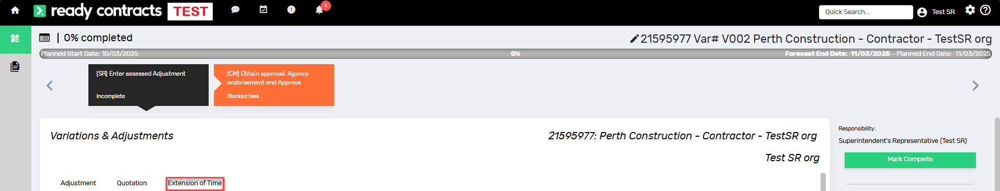 ready contracts TEST
2
Quick Search...
Test SR
0% completed
21595977 Var# V002 Perth Construction - Contractor - TestSR org
Planned Start Date: 10/03/2025
0%
Forecast End Date: 11/03/2025 - Planned End Date: 11/03/2025
[SR] Enter assessed Adjustment
Incomplete
[CM] Obtain approval, Agency
endorsement and Approve
Blocked task
Variations & Adjustments
21595977: Perth Construction - Contractor - TestSR org
Test SR org
Adjustment
Quotation
Extension of Time
Responsibility:
Superintendent's Representative (Test SR)
Mark Complete